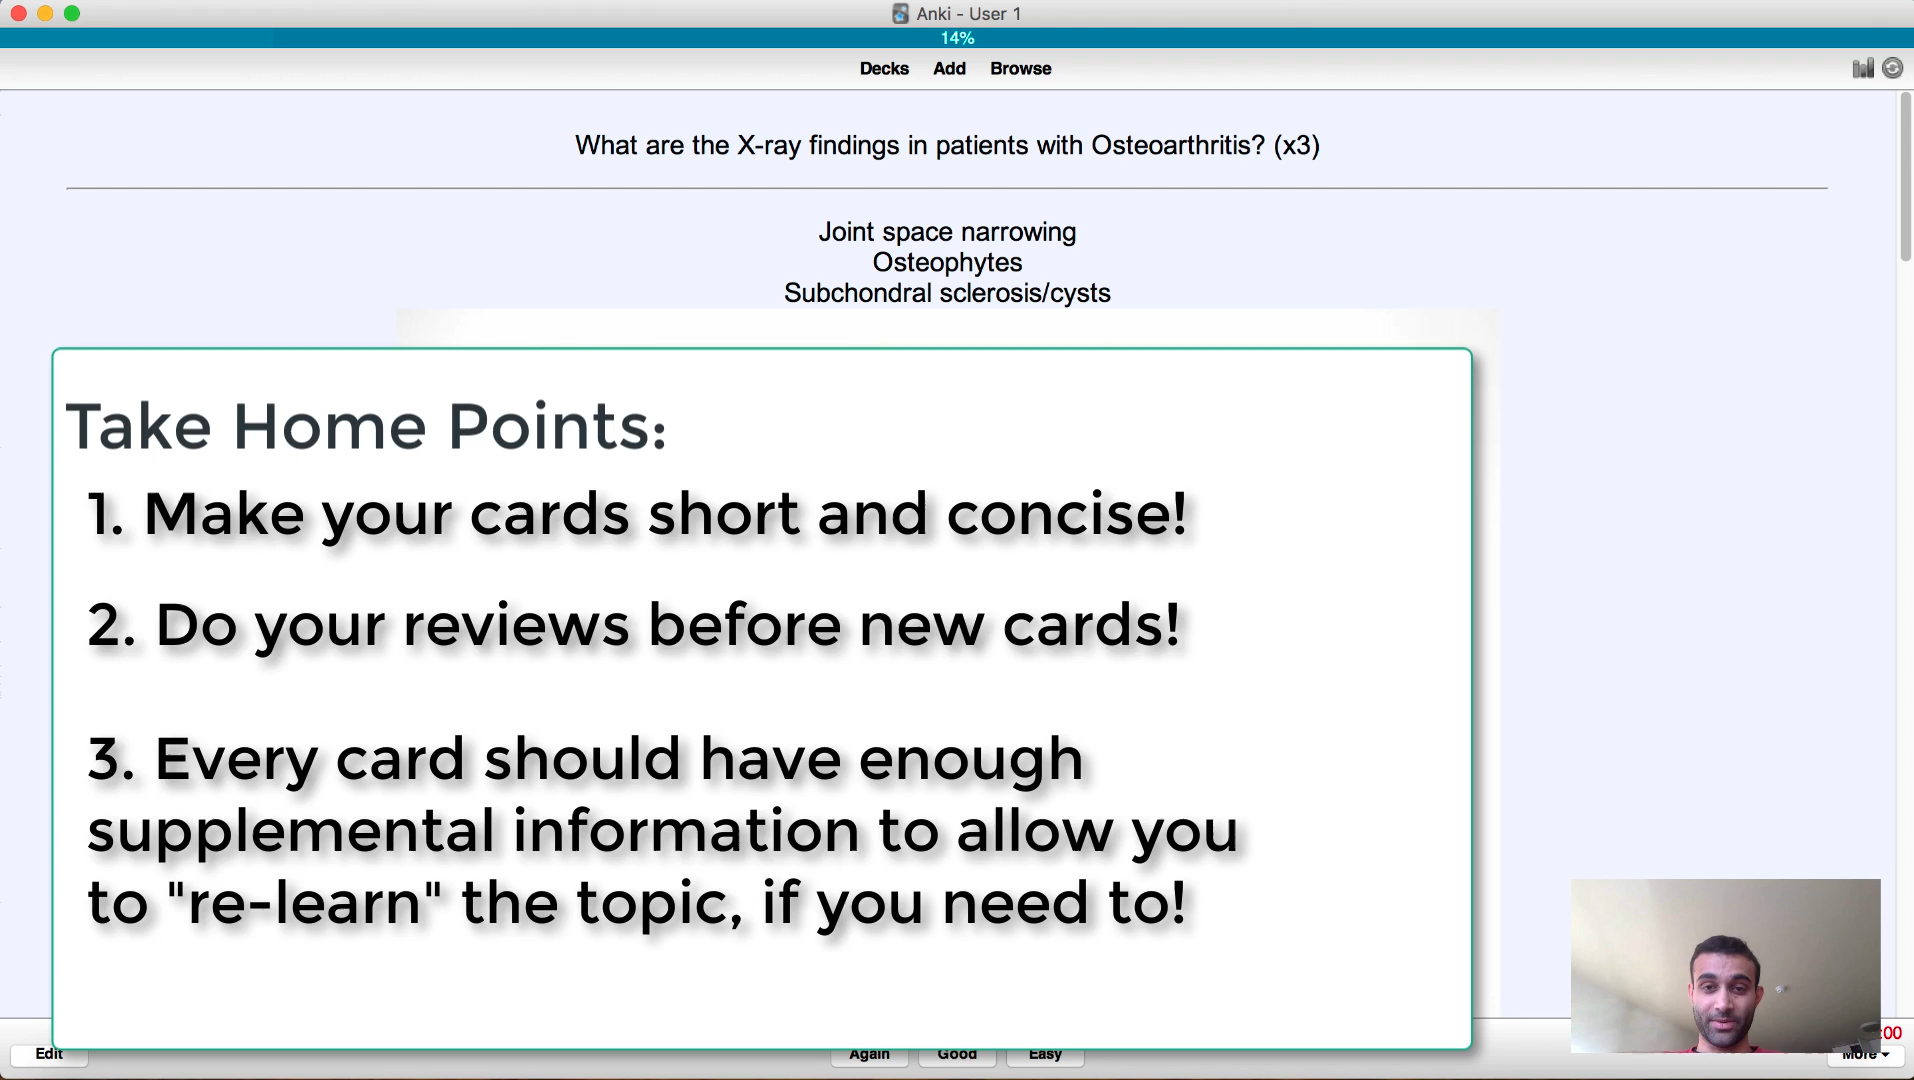 Anki - User 1
14%
Decks Add Browse
What are the X-ray findings in patients with Osteoarthritis? (x3)
Joint space narrowing
Osteophytes
Subchondral sclerosis/cysts
Take Home Points:
1. Make your cards short and concise!
2. Do your reviews before new cards!
3. Every card should have enough
supplemental information to allow you
to "re-learn" the topic, if you need to!
:00
Edit Again Good Easy More